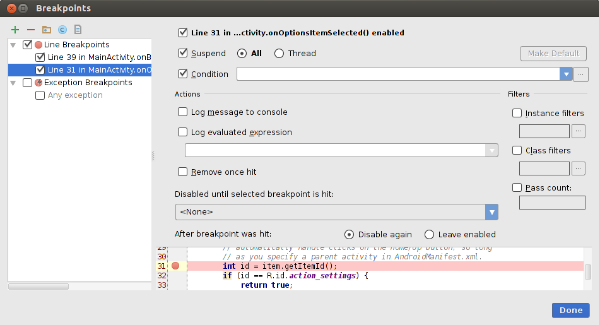 Breakpoints
Line 31 in ...ctivity.onOptionsItemSelected() enabled
Line Breakpoints
Line 39 in MainActivity.onB
Line 31 in MainActivity.onO
Exception Breakpoints
Any exception
Suspend All Thread Make Default
Condition
Actions
Log message to console
Log evaluated expression
Remove once hit
Disabled until selected breakpoint is hit:
<None>
After breakpoint was hit: Disable again Leave enabled
Filters
Instance filters
Class filters
Pass count:
29 // automatically handle clicks on the Home/Up button, so long
30 // as you specify a parent activity in AndroidManifest.xml.
31 int id = item.getItemId();
32 if (id == R.id.action_settings) {
33 return true;
Done